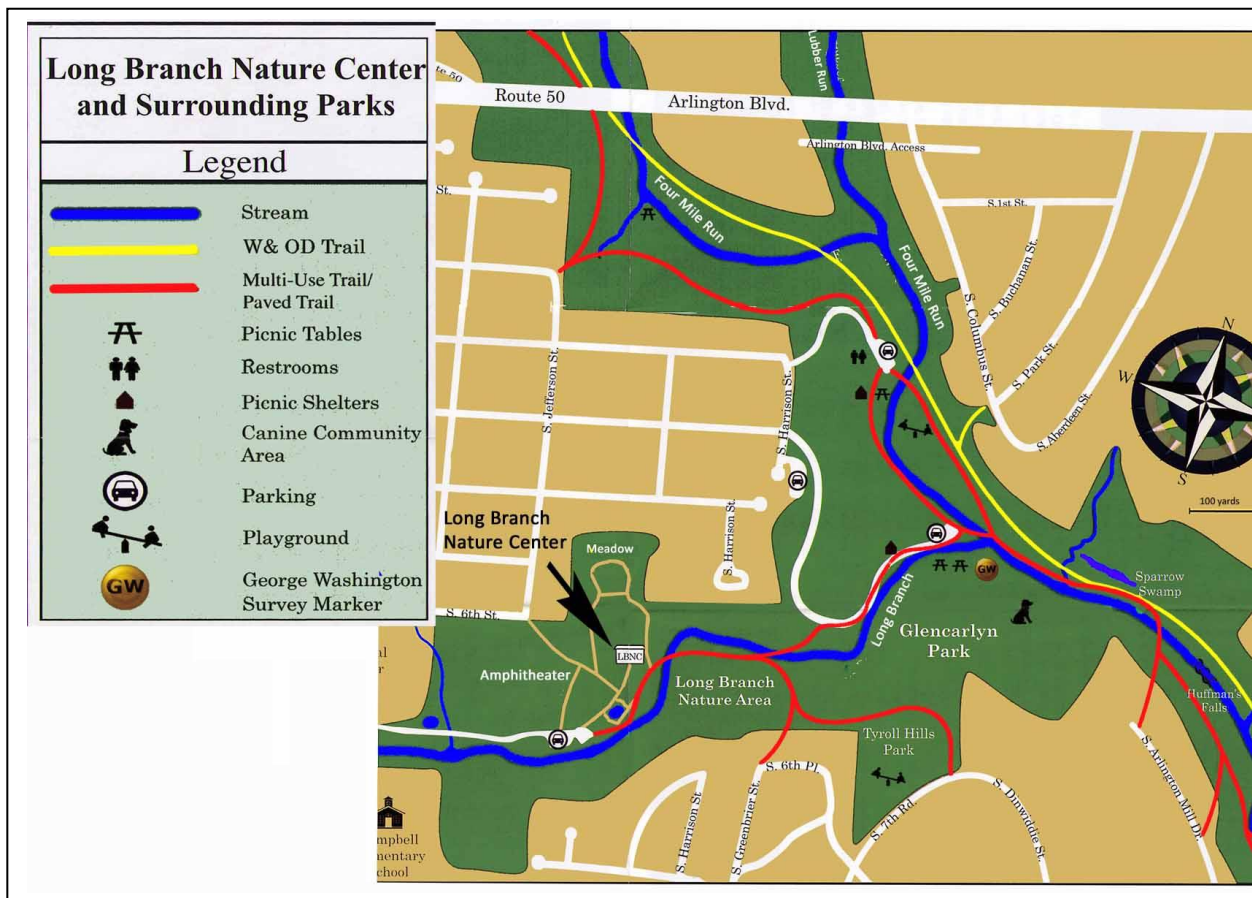 Long Branch Nature Center
and Surrounding Parks
Legend
Stream
W& OD Trail
Multi-Use Trail/
Paved Trail
Picnic Tables
Restrooms
Picnic Shelters
Canine Community
Area
Parking
Playground
GW
George Washington
Survey Marker
50
Route 50
Arlington Blvd.
Lubber Run
Arlington Blvd. Access
St.
Four Mile Run
S.1st St.
Four Mile Run
S. Buchanan St.
S. Columbus St.
S. Park St.
S. Aberdeen St.
N
W
S
100 yards
S. Jefferson St.
S. Harrison St.
S. Harrison St.
Long Branch
Nature Center
Meadow
S. 6th St.
LBNC
Amphitheater
Long Branch
GW
Glencarlyn
Park
Sparrow
Swamp
Long Branch
Nature Area
Huffman's
Falls
Tyroll Hills
Park
S. 6th Pl.
S. Harrison St
S. Greenbrier St.
S. 7th Rd.
S. Dinwiddie St.
S. Arlington Mill Dr.
mpbell
mentary
chool